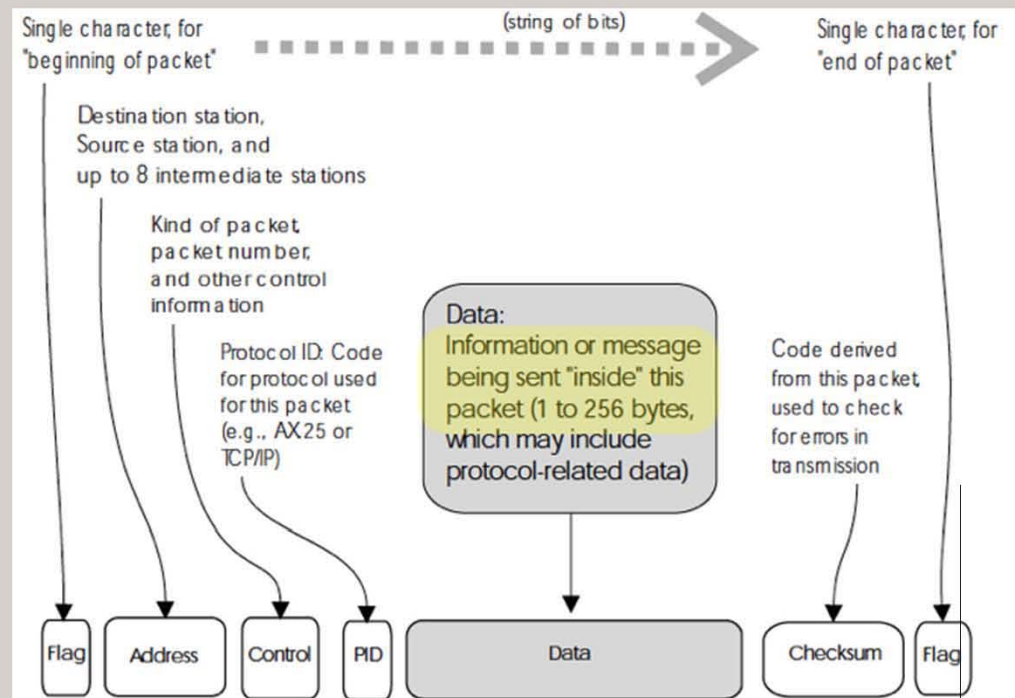 Single character, for
"beginning of packet"
(string of bits)
Single character, for
"end of packet"
Destination station,
Source station, and
up to 8 intermediate stations
Kind of packet,
packet number,
and other control
information
Protocol ID: Code
for protocol used
for this packet
(e.g., AX.25 or
TCP/IP)
Data:
Information or message
being sent "inside" this
packet (1 to 256 bytes,
which may include
protocol-related data)
Code derived
from this packet,
used to check
for errors in
transmission
Flag
Address
Control
PID
Data
Checksum
Flag